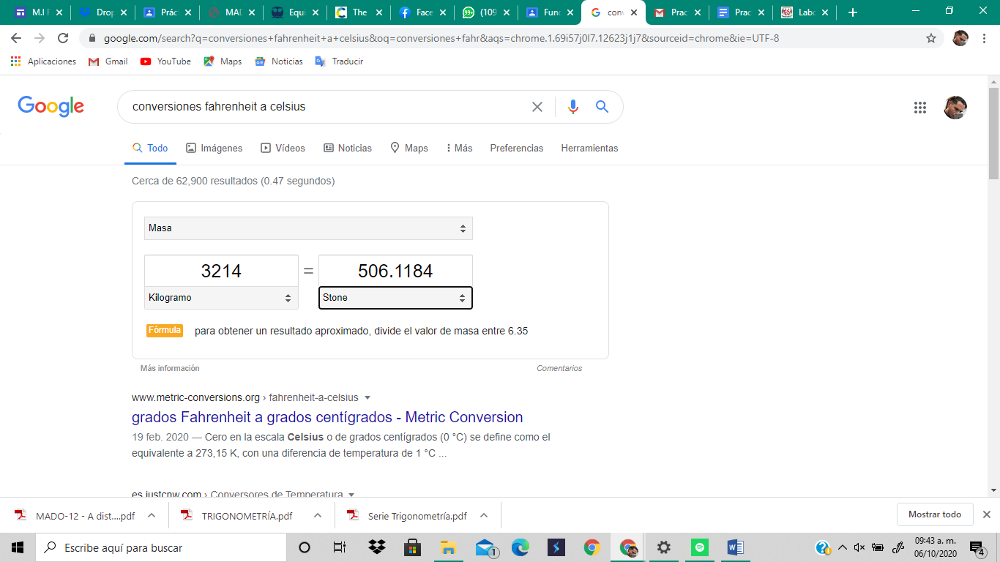 M.I F
Drop
Prác
MAD
Equi
The
Face
(109
Func
conv
Prac
Prac
Labo
google.com/search?q=conversiones+fahrenheit+a+celsius&oq=conversiones+fahr&aqs=chrome.1.69i57j0l7.12623j1j7&sourceid=chrome&ie=UTF-8
Aplicaciones Gmail YouTube Maps Noticias Traducir
Google
conversiones fahrenheit a celsius
Todo Imágenes Vídeos Noticias Maps Más Preferencias Herramientas
Cerca de 62,900 resultados (0.47 segundos)
Masa
3214 = 506.1184
Kilogramo Stone
Fórmula para obtener un resultado aproximado, divide el valor de masa entre 6.35
Más información Comentarios
www.metric-conversions.org › fahrenheit-a-celsius
grados Fahrenheit a grados centígrados - Metric Conversion
19 feb. 2020 — Cero en la escala Celsius o de grados centígrados (0 °C) se define como el
equivalente a 273,15 K, con una diferencia de temperatura de 1 °C ...
es.justcnw.com › Conversores de Temperatura
MADO-12 - A dist....pdf TRIGONOMETRÍA.pdf Serie Trigonometría.pdf Mostrar todo
Escribe aquí para buscar
1
09:43 a. m.
06/10/2020
4